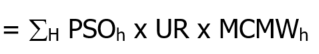 = ∑H PSOh x UR x MCMWh